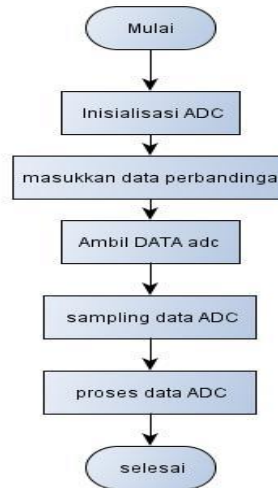 Mulai
Inisialisasi ADC
masukkan data perbandinga
Ambil DATA adc
sampling data ADC
proses data ADC
selesai